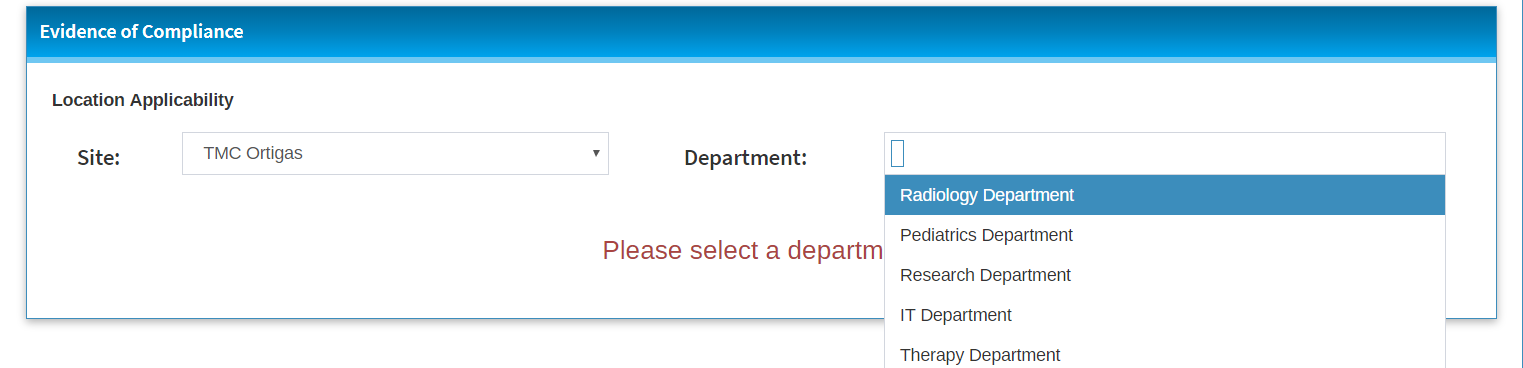 Evidence of Compliance
Location Applicability
Site: TMC Ortigas Department:
Radiology Department
Pediatrics Department
Please select a departm
Research Department
IT Department
Therapy Department